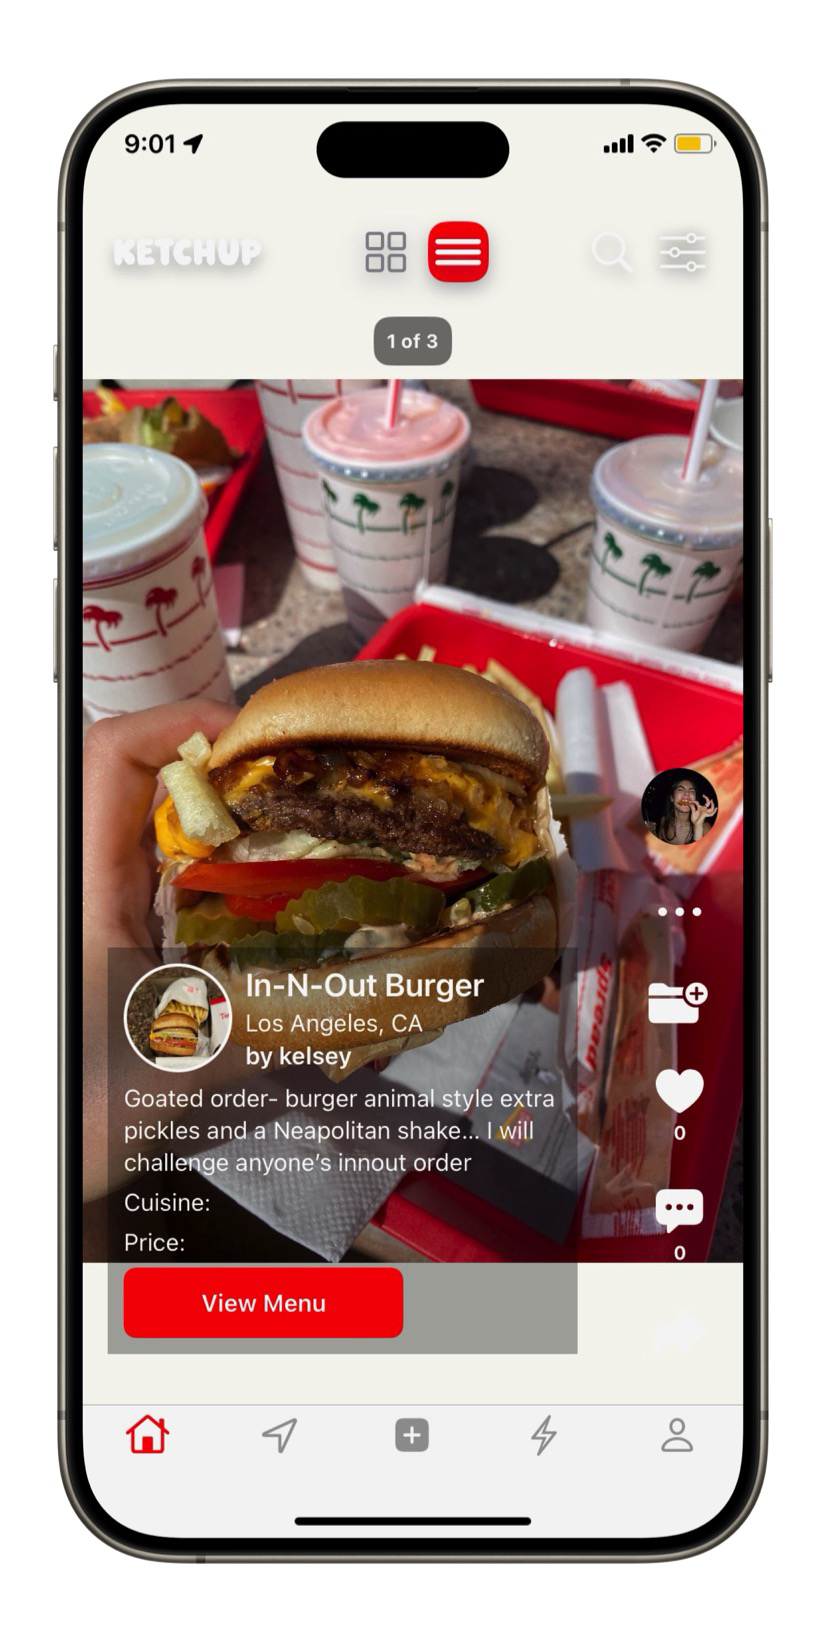 9:01
KETCHUP
1 of 3
In-N-Out Burger
Los Angeles, CA
by kelsey
Goated order- burger animal style extra
pickles and a Neapolitan shake... I will
challenge anyone’s innout order
Cuisine:
Price:
View Menu
0
0
spread